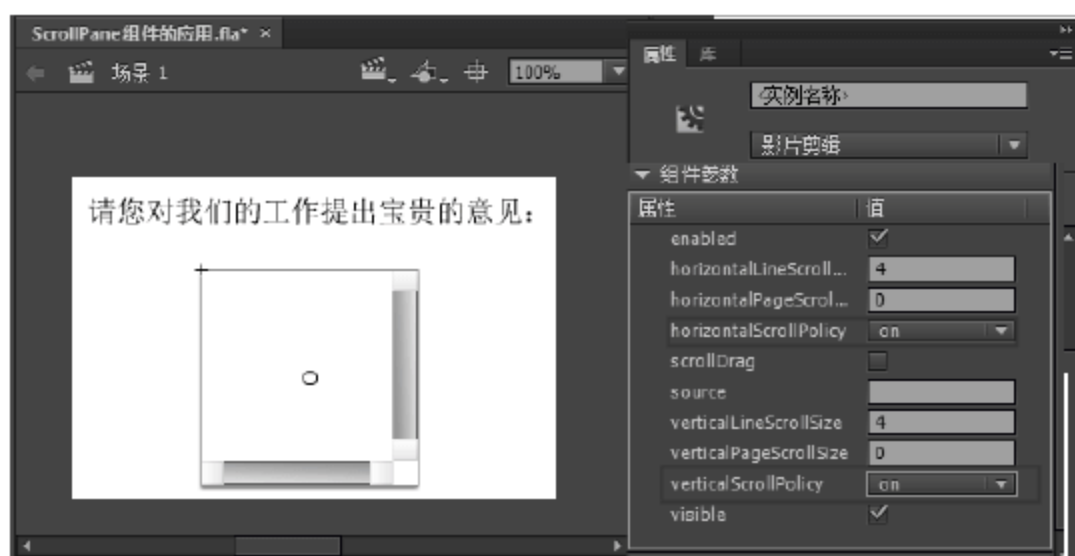 ScrollPane组件的应用.fla* ×
场景 1
100%
请您对我们的工作提出宝贵的意见：
属性 库
<实例名称>
影片剪辑
组件参数
属性 值
enabled
horizontalLineScroll... 4
horizontalPageScrol... 0
horizontalScrollPolicy on
scrollDrag
source
verticalLineScrollSize 4
verticalPageScrollSize 0
verticalScrollPolicy on
visible